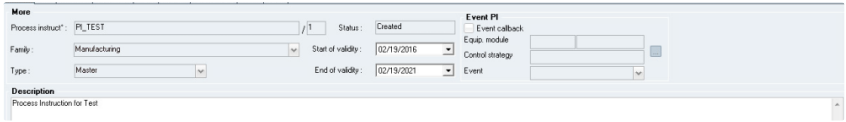 More
Process instruct*: PI_TEST / 1 Status: Created
Family: Manufacturing Start of validity: 02/19/2016
Type: Master End of validity: 02/19/2021
Event PI
Event callback
Equip. module
Control strategy
Event
Description
Process Instruction for Test